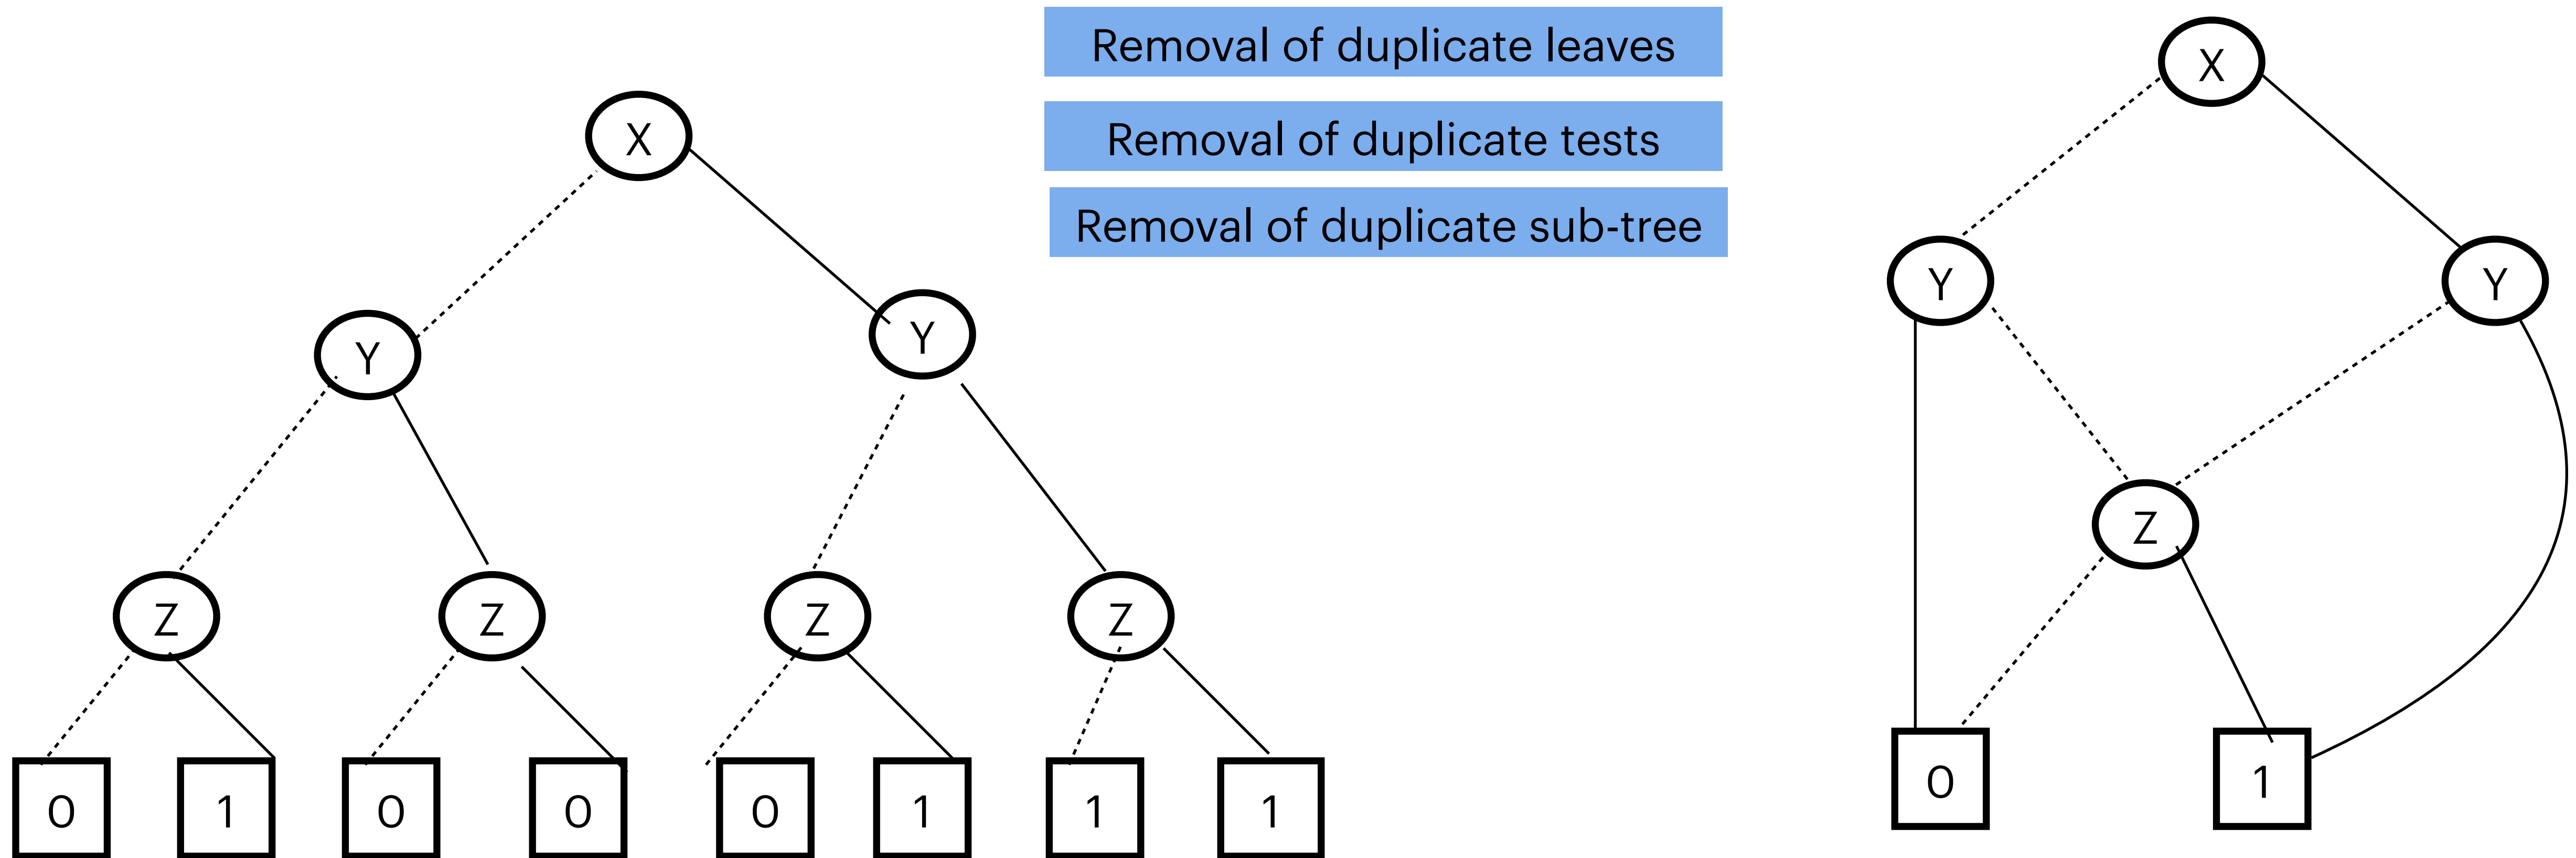 Removal of duplicate leaves
Removal of duplicate tests
Removal of duplicate sub-tree
X
Y Y
Z Z Z Z
0 1 0 0 0 1 1 1
X
Y Y
Z
0 1